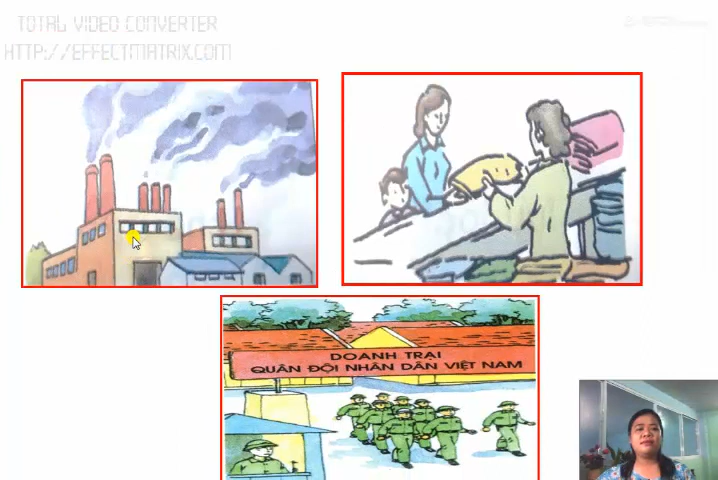 TOTAL VIDEO CONVERTER
HTTP://EFFECTMATRIX.COM
DOANH TRẠI
QUÂN ĐỘI NHÂN DÂN VIỆT NAM